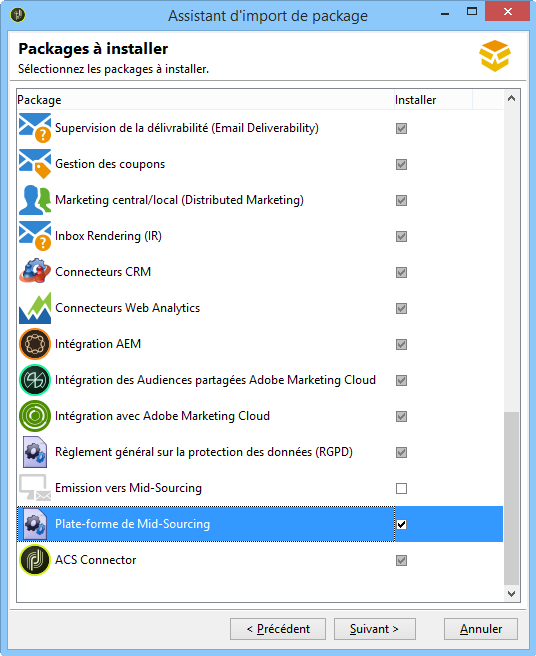 Assistant d'import de package
Packages à installer
Sélectionnez les packages à installer.
Package Installer
Supervision de la délivrabilité (Email Deliverability)
Gestion des coupons
Marketing central/local (Distributed Marketing)
Inbox Rendering (IR)
Connecteurs CRM
Connecteurs Web Analytics
Intégration AEM
Intégration des Audiences partagées Adobe Marketing Cloud
Intégration avec Adobe Marketing Cloud
Règlement général sur la protection des données (RGPD)
Emission vers Mid-Sourcing
Plate-forme de Mid-Sourcing
ACS Connector
< Précédent Suivant > Annuler